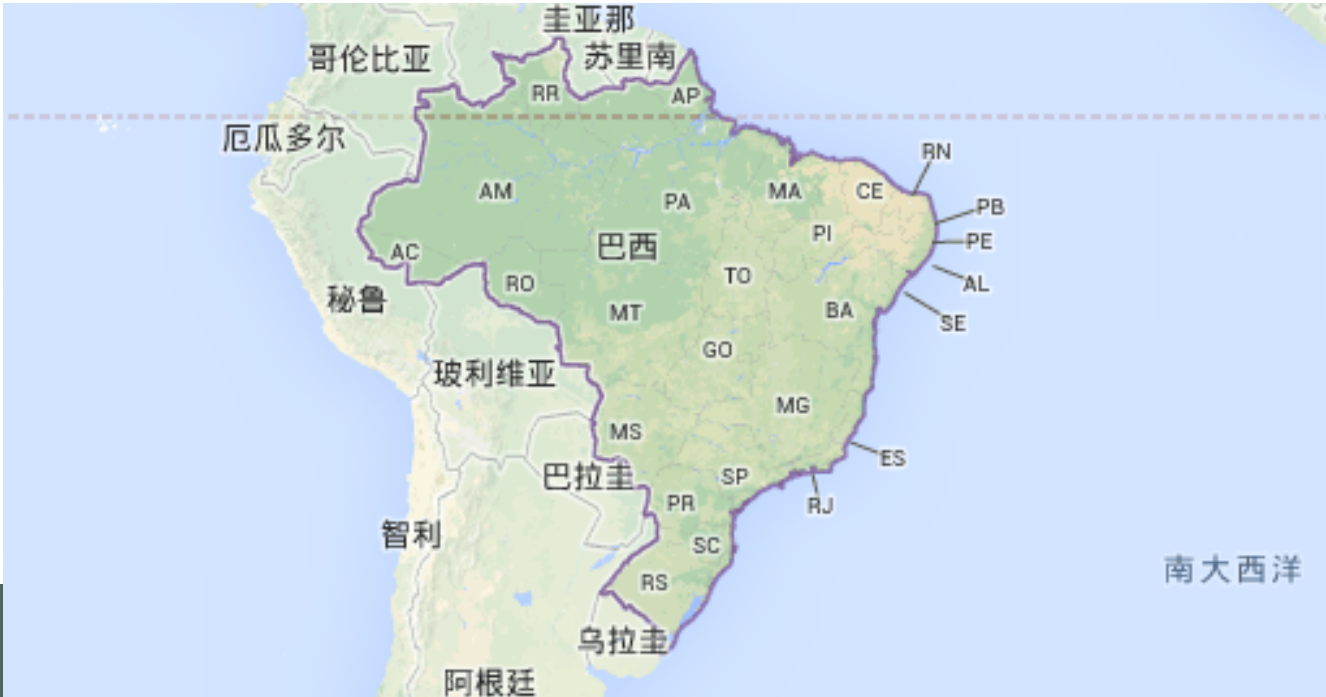 圭亚那
哥伦比亚
苏里南
RR
AP
厄瓜多尔
RN
AM
PA
MA
CE
PB
PI
PE
巴西
AC
TO
AL
RO
秘鲁
MT
BA
SE
GO
玻利维亚
MG
MS
ES
巴拉圭
SP
PR
RJ
智利
SC
南大西洋
RS
乌拉圭
阿根廷